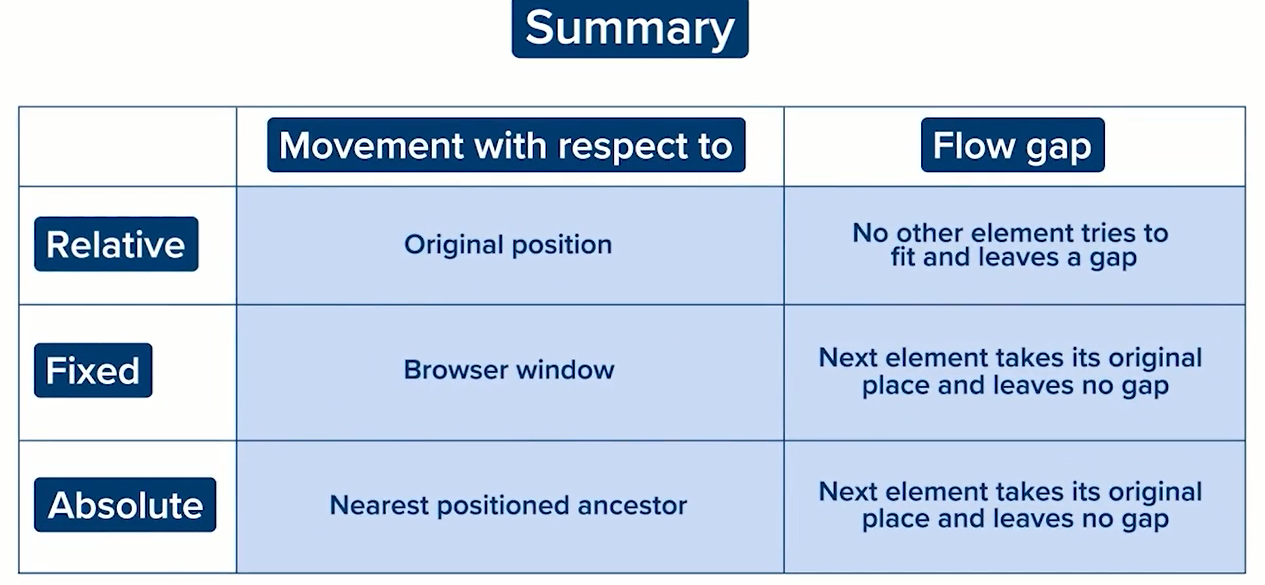 Summary
Movement with respect to
Flow gap
Relative
Original position
No other element tries to
fit and leaves a gap
Fixed
Browser window
Next element takes its original
place and leaves no gap
Absolute
Nearest positioned ancestor
Next element takes its original
place and leaves no gap